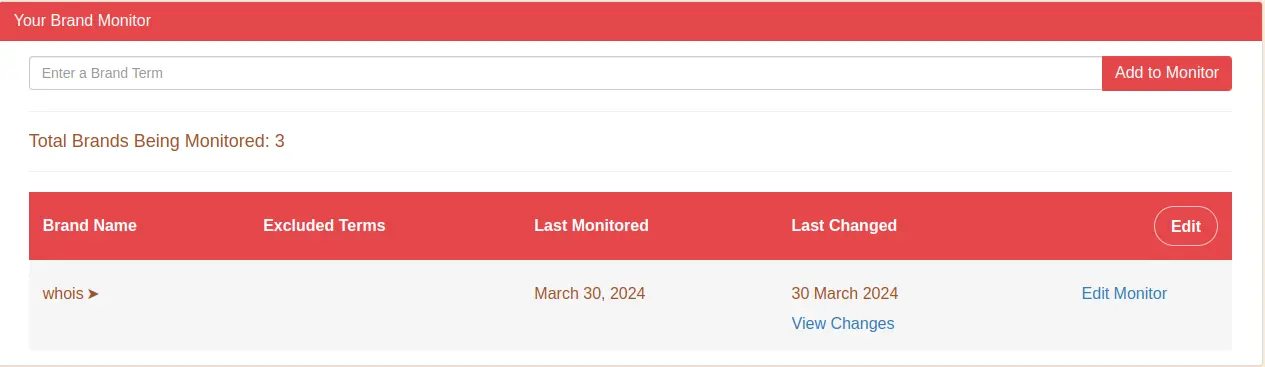 Your Brand Monitor
Enter a Brand Term
Add to Monitor
Total Brands Being Monitored: 3
Brand Name Excluded Terms Last Monitored Last Changed Edit
whois ➤ March 30, 2024 30 March 2024 Edit Monitor
View Changes